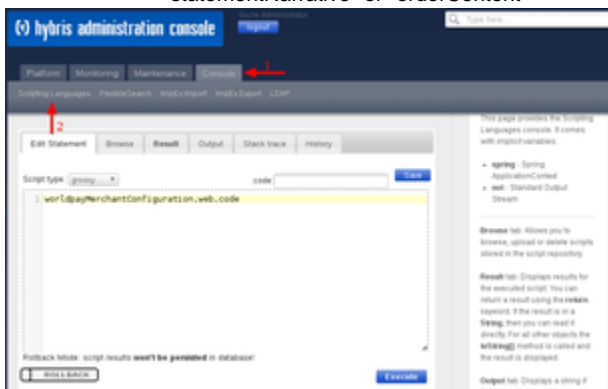 statementNarrative or orderContent
(•) hybris administration console
logout
Type here...
Platform Monitoring Maintenance Console
1
Scripting Languages FlexibleSearch ImpEx Import ImpEx Export LDAP
2
Edit Statement Browse Result Output Stack trace History
Script type: groovy code: Save
1 worldpayMerchantConfiguration.web.code
Rollback Mode: script results won't be persisted in database!
ROLLBACK
Execute
This page provides the Scripting
Languages console. It comes
with implicit variables:
spring - Spring
ApplicationContext
out - Standard Output
Stream
Browse tab: Allows you to
browse, upload or delete scripts
stored in the script repository.
Result tab: Displays results for
the executed script. You can
return a result using the return
keyword. If the result is in a
String, then you can read it
directly. For all other objects the
toString() method is called and
the result is displayed.
Output tab: Displays a string if